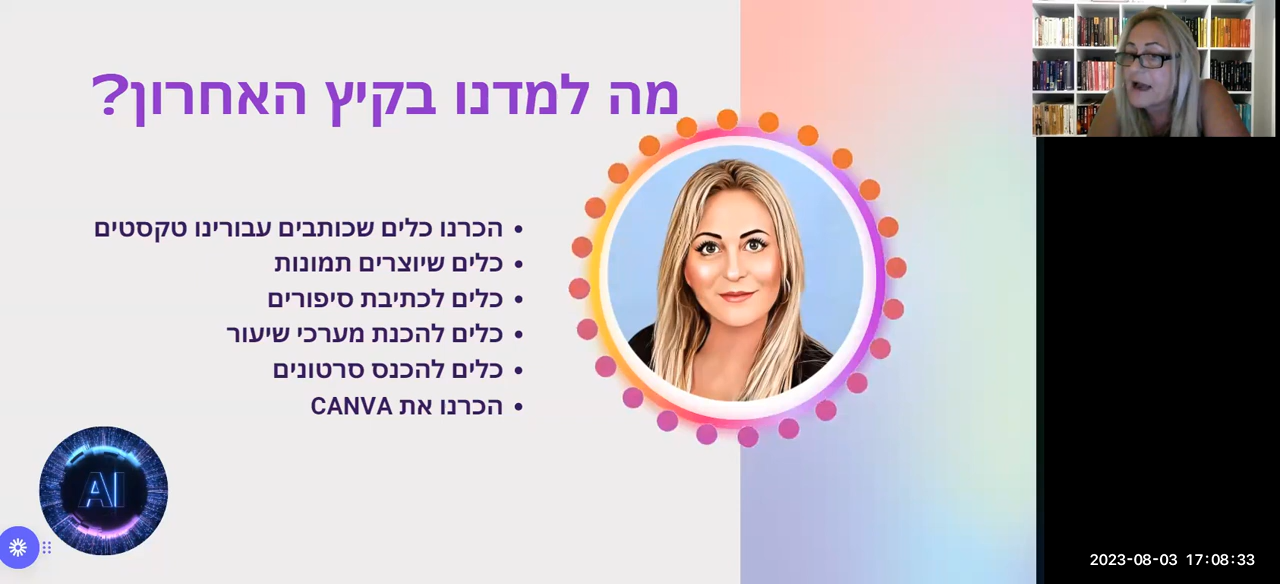 מה למדנו בקיץ האחרון?
• הכרנו כלים שכותבים עבורינו טקסטים
• כלים שיוצרים תמונות
• כלים לכתיבת סיפורים
• כלים להכנת מערכי שיעור
• כלים להכנס סרטונים
• הכרנו את CANVA
AI
2023-08-03 17:08:33